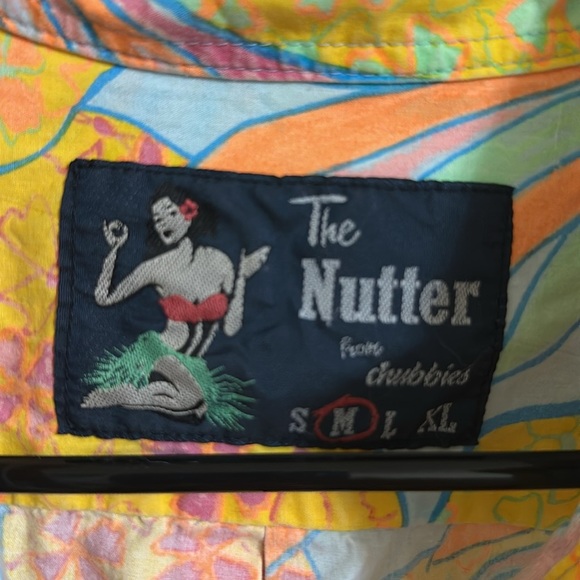 The
Nutter
from
chubbies
S M L XL